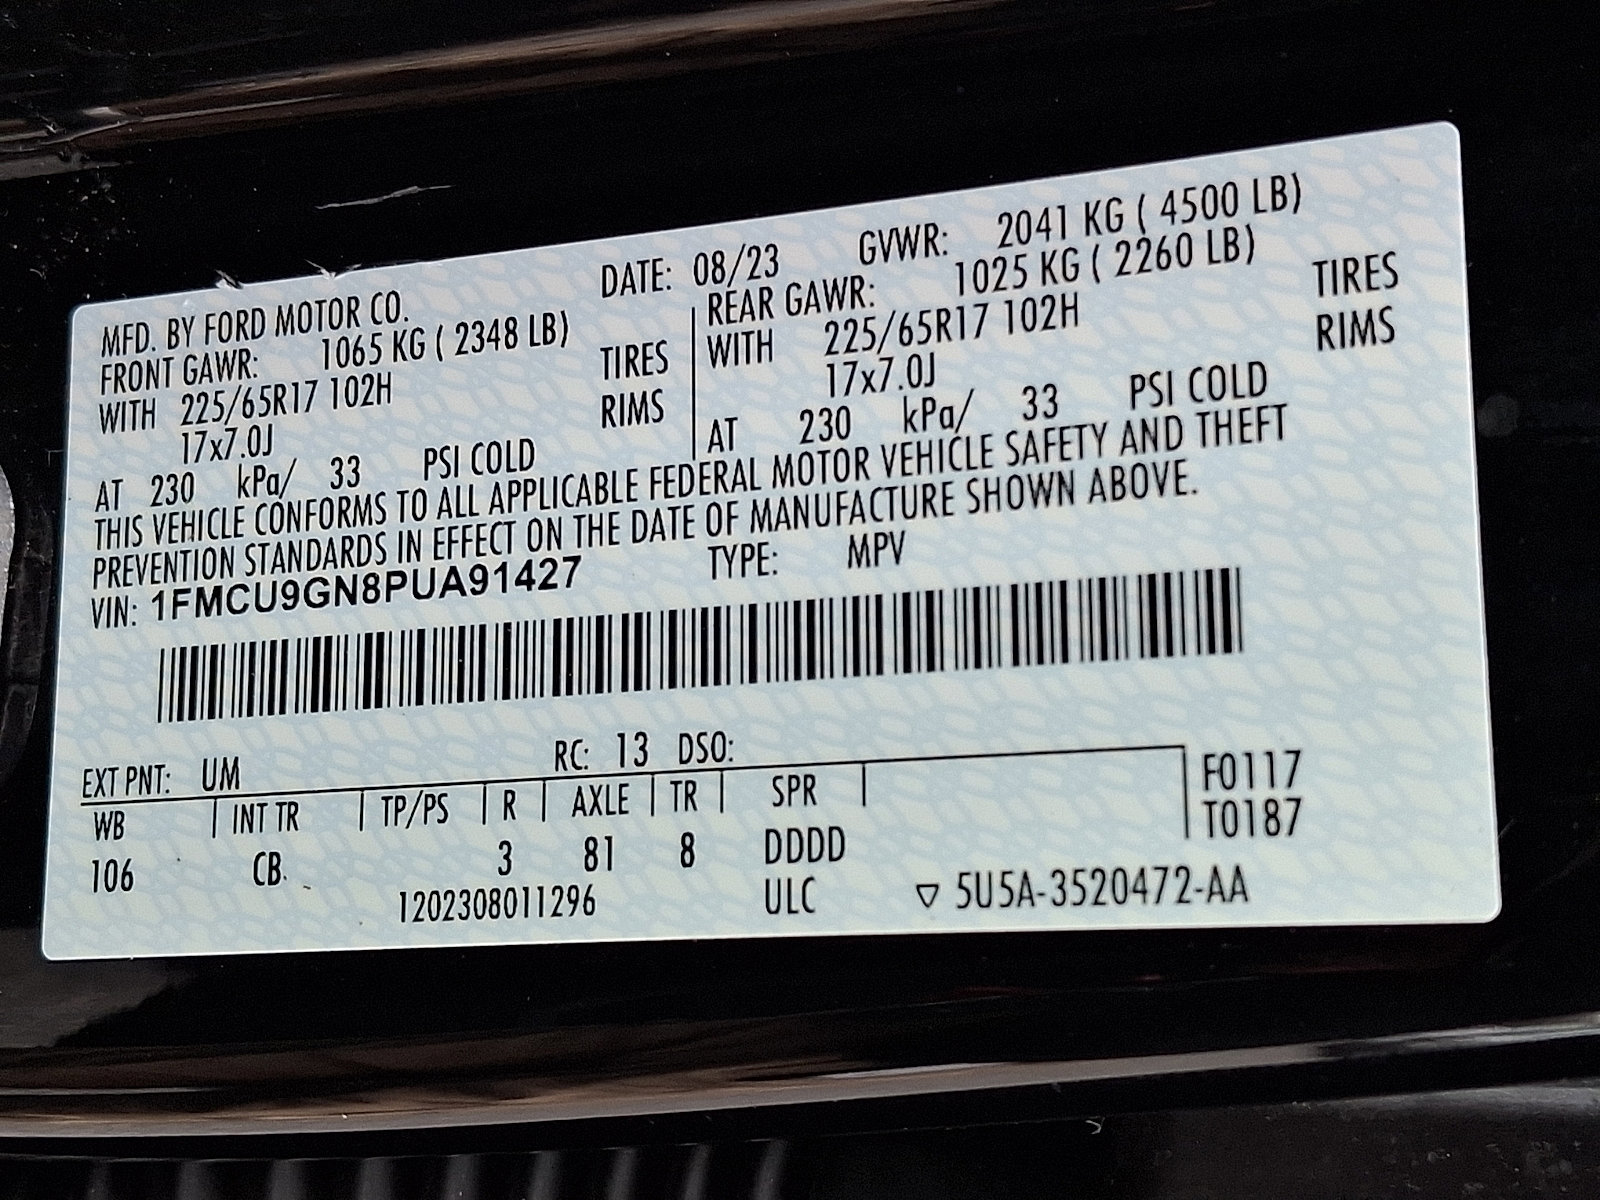 MFD. BY FORD MOTOR CO. DATE: 08/23 GVWR: 2041 KG ( 4500 LB)
FRONT GAWR: 1065 KG ( 2348 LB)
WITH 225/65R17 102H TIRES
17x7.0J RIMS
AT 230 kPa/ 33 PSI COLD
REAR GAWR: 1025 KG ( 2260 LB)
WITH 225/65R17 102H TIRES
17x7.0J RIMS
AT 230 kPa/ 33 PSI COLD
THIS VEHICLE CONFORMS TO ALL APPLICABLE FEDERAL MOTOR VEHICLE SAFETY AND THEFT
PREVENTION STANDARDS IN EFFECT ON THE DATE OF MANUFACTURE SHOWN ABOVE.
VIN: 1FMCU9GN8PUA91427 TYPE: MPV
EXT PNT: UM RC: 13 DSO:
WB INT TR TP/PS R AXLE TR SPR F0117
T0187
106 CB 3 81 8 DDDD
1202308011296 ULC ▽ 5U5A-3520472-AA